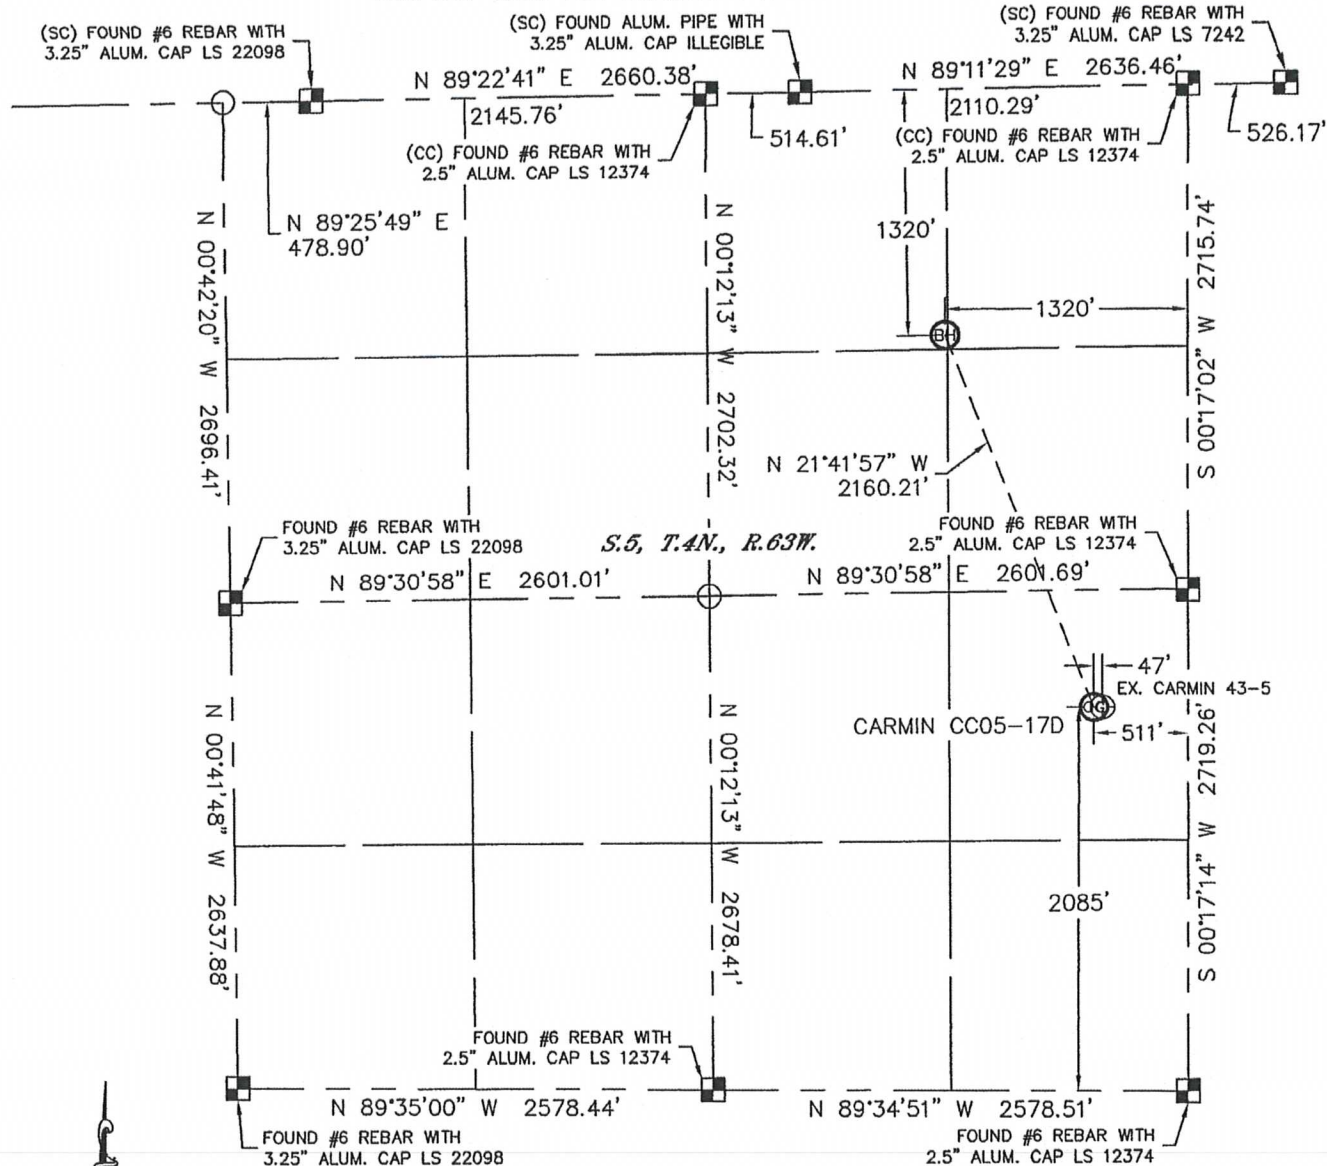 (SC) FOUND #6 REBAR WITH
3.25" ALUM. CAP LS 22098
(SC) FOUND ALUM. PIPE WITH
3.25" ALUM. CAP ILLEGIBLE
(SC) FOUND #6 REBAR WITH
3.25" ALUM. CAP LS 7242
N 89°22'41" E 2660.38'
N 89°11'29" E 2636.46'
2145.76'
514.61'
2110.29'
526.17'
(CC) FOUND #6 REBAR WITH
2.5" ALUM. CAP LS 12374
(CC) FOUND #6 REBAR WITH
2.5" ALUM. CAP LS 12374
N 89°25'49" E
478.90'
1320'
1320'
BH
N 00°42'20" W 2696.41'
N 00°12'13" W 2702.32'
S 00°17'02" W 2715.74'
N 21°41'57" W
2160.21'
FOUND #6 REBAR WITH
3.25" ALUM. CAP LS 22098
S.5, T.4N., R.63W.
FOUND #6 REBAR WITH
2.5" ALUM. CAP LS 12374
N 89°30'58" E 2601.01'
N 89°30'58" E 2601.69'
47'
EX. CARMIN 43-5
CARMIN CC05-17D
511'
N 00°41'48" W 2637.88'
N 00°12'13" W 2678.41'
S 00°17'14" W 2719.26'
2085'
FOUND #6 REBAR WITH
2.5" ALUM. CAP LS 12374
N 89°35'00" W 2578.44'
N 89°34'51" W 2578.51'
FOUND #6 REBAR WITH
3.25" ALUM. CAP LS 22098
FOUND #6 REBAR WITH
2.5" ALUM. CAP LS 12374